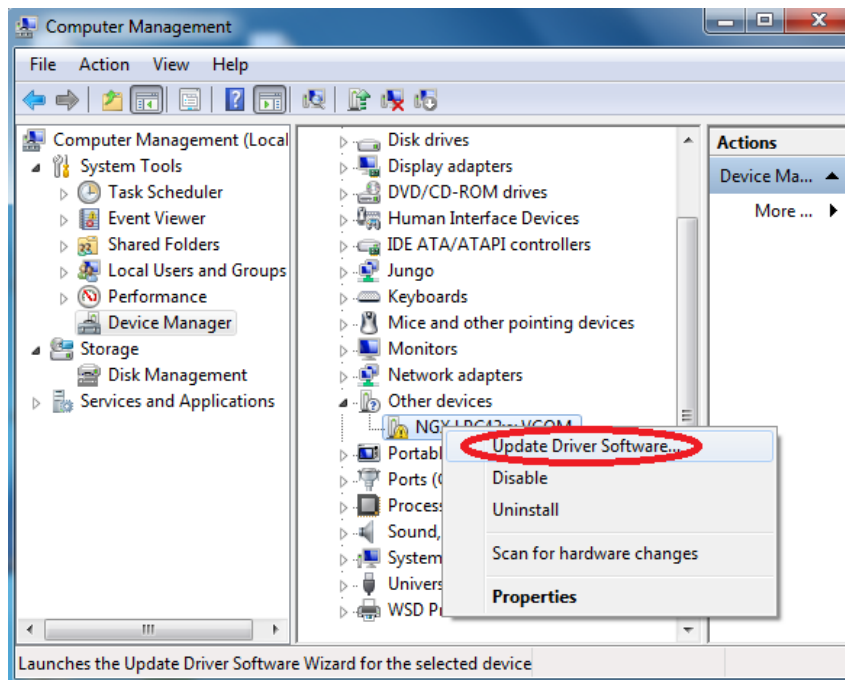 Computer Management
File Action View Help
Computer Management (Local
System Tools
Task Scheduler
Event Viewer
Shared Folders
Local Users and Groups
Performance
Device Manager
Storage
Disk Management
Services and Applications
Disk drives
Display adapters
DVD/CD-ROM drives
Human Interface Devices
IDE ATA/ATAPI controllers
Jungo
Keyboards
Mice and other pointing devices
Monitors
Network adapters
Other devices
NGX LPC43xx VCOM
Portabl
Ports (
Process
Sound,
System
Univers
WSD Pr
Update Driver Software...
Disable
Uninstall
Scan for hardware changes
Properties
Actions
Device Ma...
More ...
Launches the Update Driver Software Wizard for the selected device